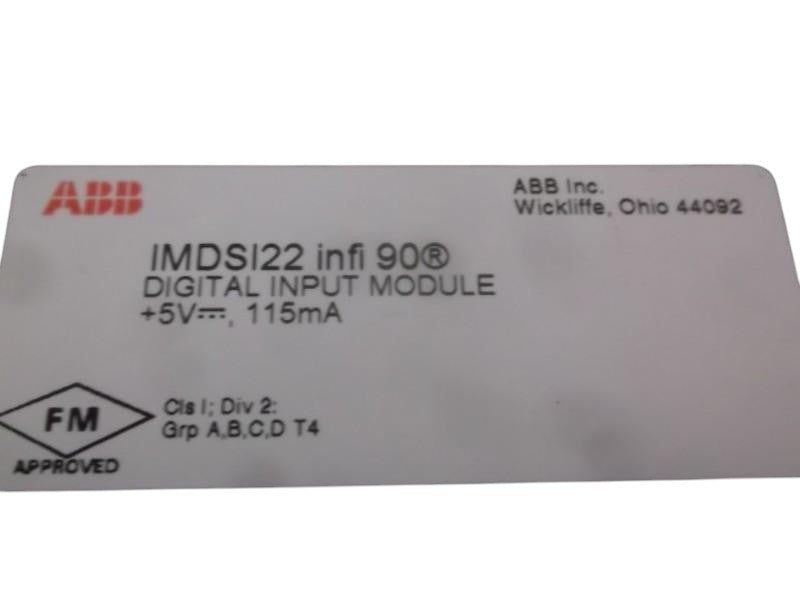 ABB
ABB Inc.
Wickliffe, Ohio 44092
IMDSI22 infi 90®
DIGITAL INPUT MODULE
+5V⎓, 115mA
FM
APPROVED
Cls I; Div 2:
Grp A,B,C,D T4